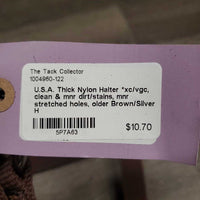 The Tack Collector
1004960-122
U.S.A. Thick Nylon Halter *xc/vgc,
clean & mnr dirt/stains, mnr
stretched holes, older Brown/Silver
H
$10.70
5P7A63